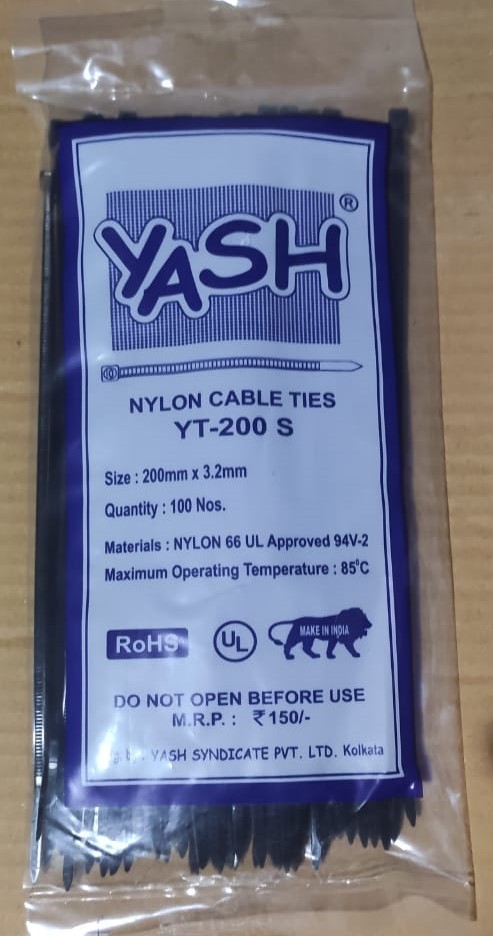 YASH ®
NYLON CABLE TIES
YT-200 S
Size : 200mm x 3.2mm
Quantity : 100 Nos.
Materials : NYLON 66 UL Approved 94V-2
Maximum Operating Temperature : 85°C
RoHS UL MAKE IN INDIA
DO NOT OPEN BEFORE USE
M.R.P. : ₹150/-
YASH SYNDICATE PVT. LTD. Kolkata